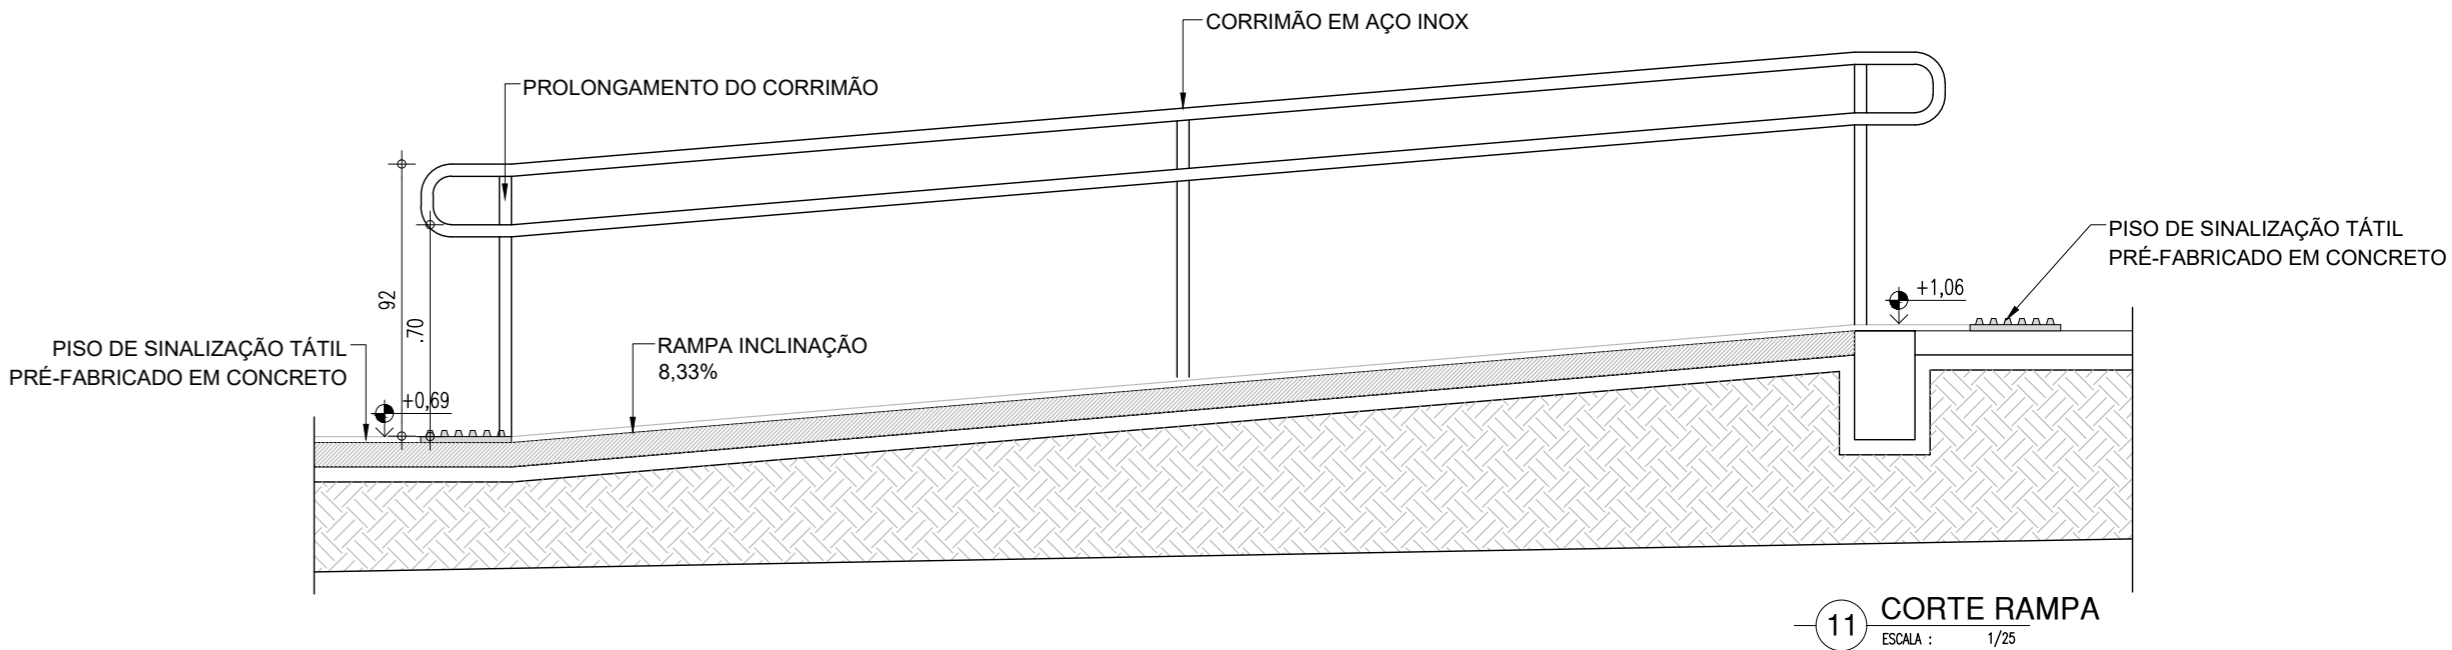 CORRIMÃO EM AÇO INOX
PROLONGAMENTO DO CORRIMÃO
PISO DE SINALIZAÇÃO TÁTIL
PRÉ-FABRICADO EM CONCRETO
92
.70
+1,06
PISO DE SINALIZAÇÃO TÁTIL
PRÉ-FABRICADO EM CONCRETO
RAMPA INCLINAÇÃO
8,33%
+0,69
11
CORTE RAMPA
ESCALA : 1/25